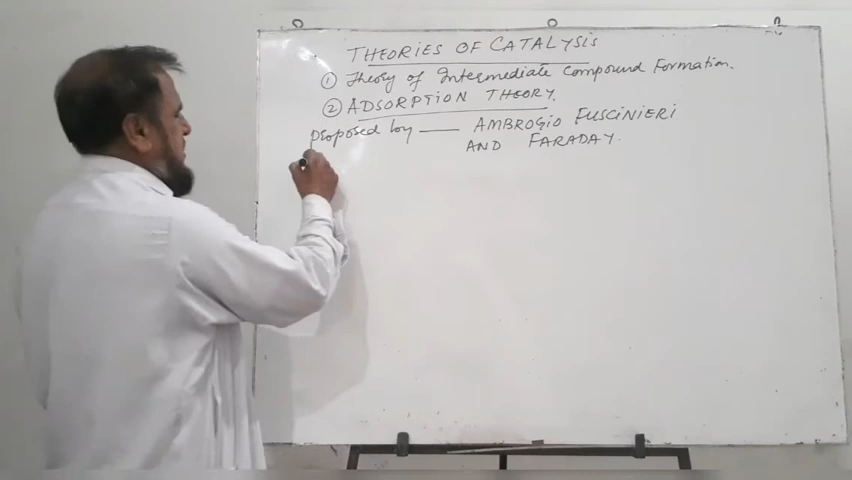 THEORIES OF CATALYSIS
① Theory of Intermediate Compound Formation.
② ADSORPTION THEORY.
proposed by — AMBROGIO FUSCINIERI
AND FARADAY.